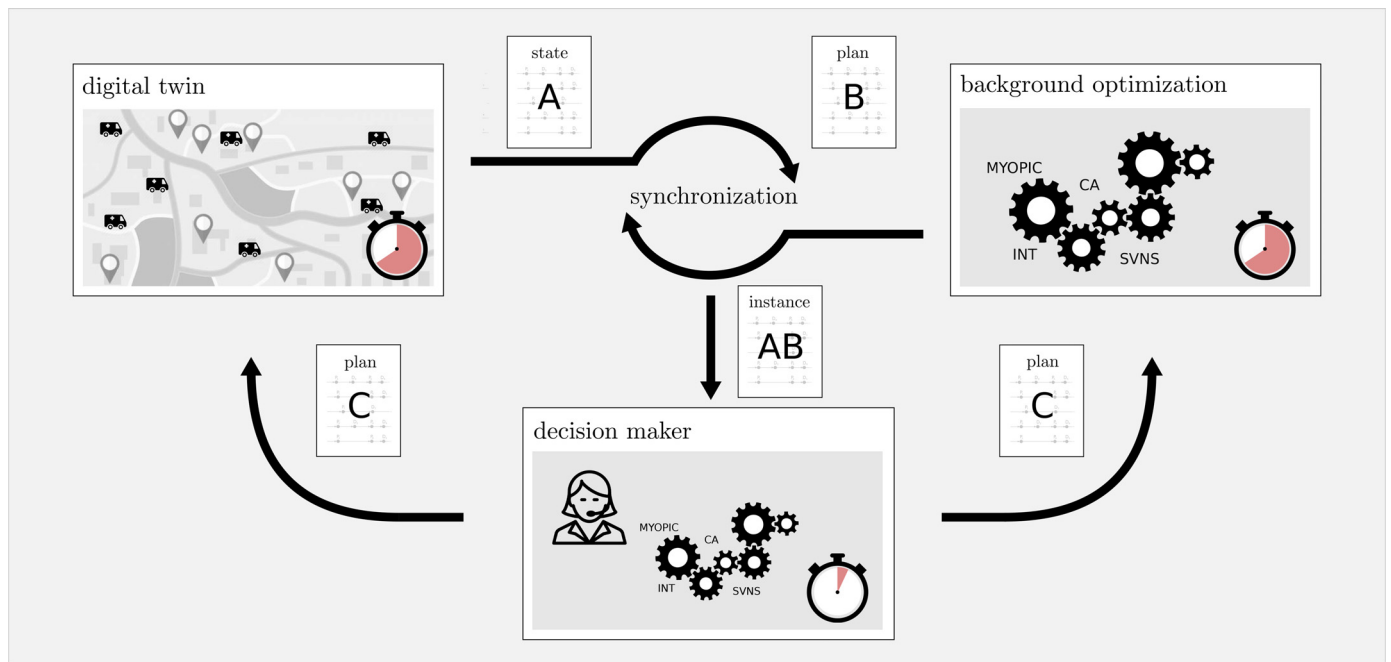 digital twin
state
A
plan
B
background optimization
MYOPIC
CA
INT
SVNS
synchronization
instance
AB
plan
C
plan
C
decision maker
MYOPIC
CA
INT
SVNS